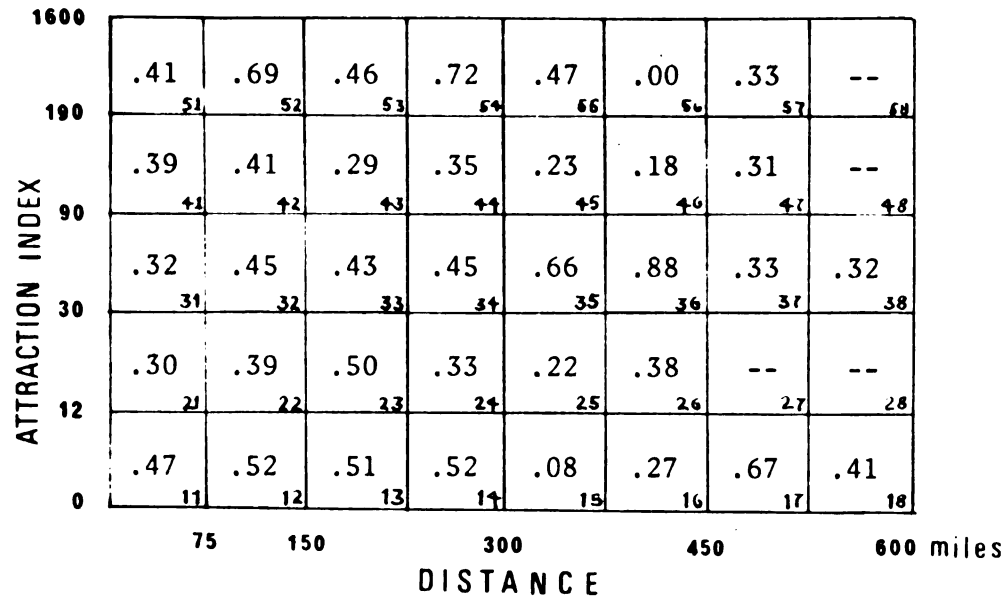 1600
.41 .69 .46 .72 .47 .00 .33 --
51 52 53 54 55 56 57 58
190
.39 .41 .29 .35 .23 .18 .31 --
41 42 43 44 45 46 47 48
90
.32 .45 .43 .45 .66 .88 .33 .32
31 32 33 34 35 36 37 38
30
.30 .39 .50 .33 .22 .38 -- --
21 22 23 24 25 26 27 28
12
.47 .52 .51 .52 .08 .27 .67 .41
0 11 12 13 14 15 16 17 18
ATTRACTION INDEX
75 150 300 450 600 miles
DISTANCE